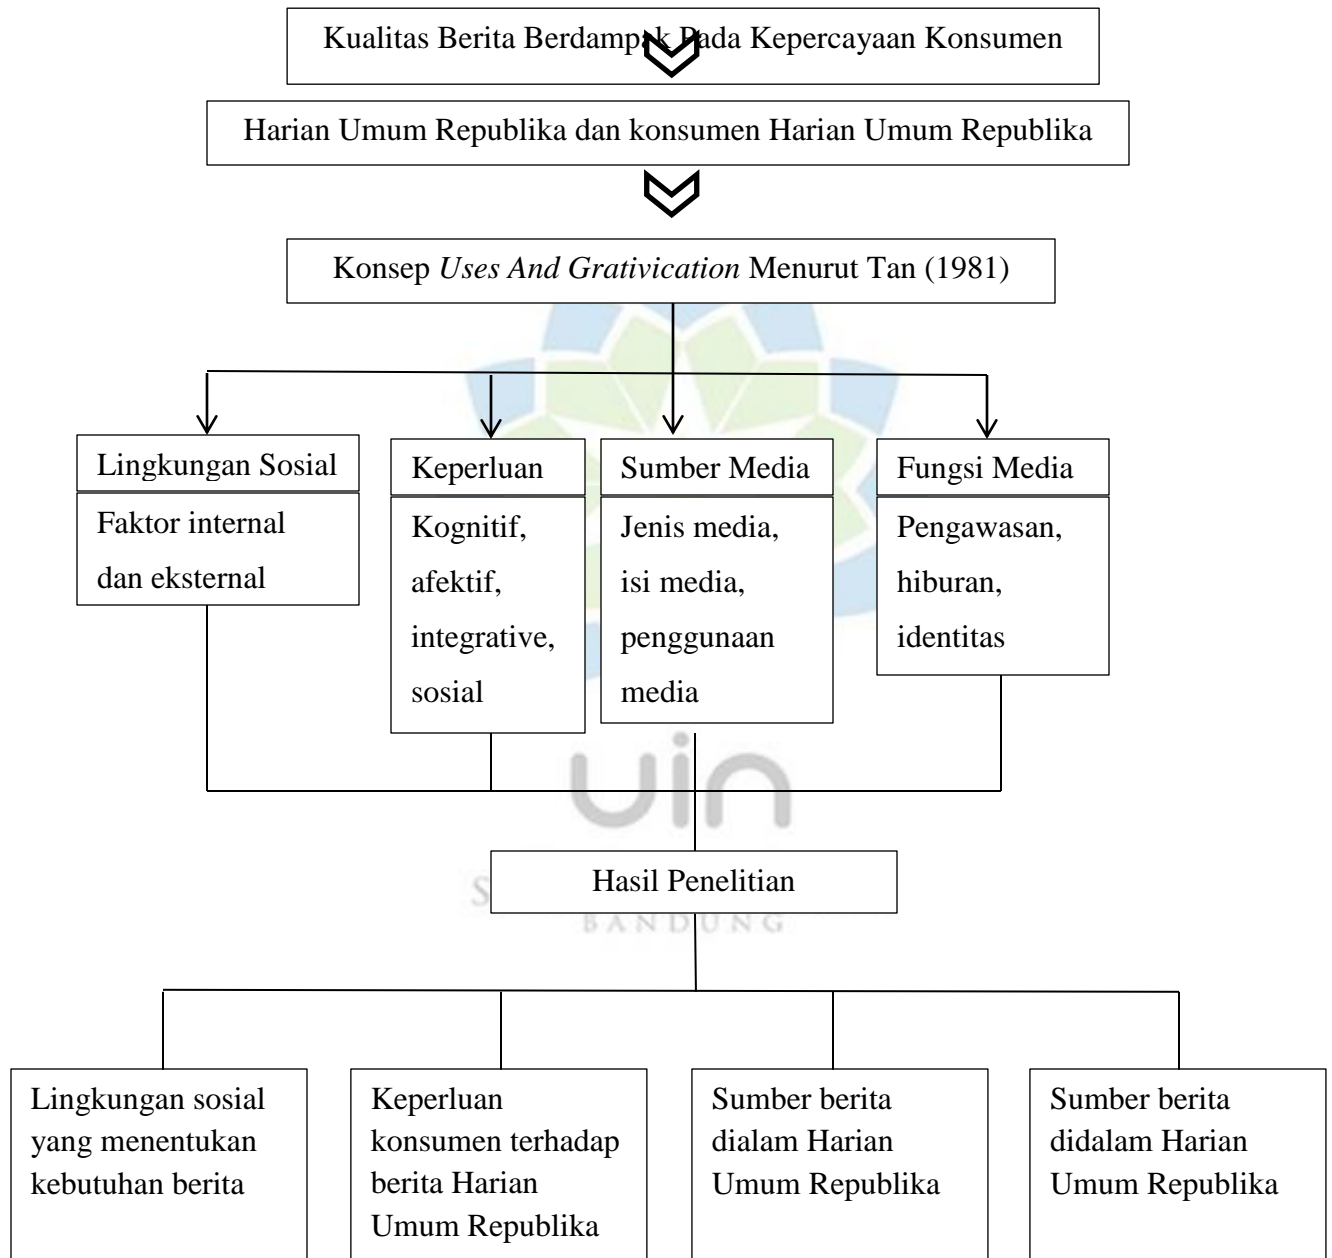 Kualitas Berita Berdampak Pada Kepercayaan Konsumen
Harian Umum Republika dan konsumen Harian Umum Republika
Konsep Uses And Grativication Menurut Tan (1981)
Lingkungan Sosial
Faktor internal
dan eksternal
Keperluan
Kognitif,
afektif,
integrative,
sosial
Sumber Media
Jenis media,
isi media,
penggunaan
media
Fungsi Media
Pengawasan,
hiburan,
identitas
uin
Hasil Penelitian
S
BANDUNG
Lingkungan sosial
yang menentukan
kebutuhan berita
Keperluan
konsumen terhadap
berita Harian
Umum Republika
Sumber berita
dialam Harian
Umum Republika
Sumber berita
didalam Harian
Umum Republika